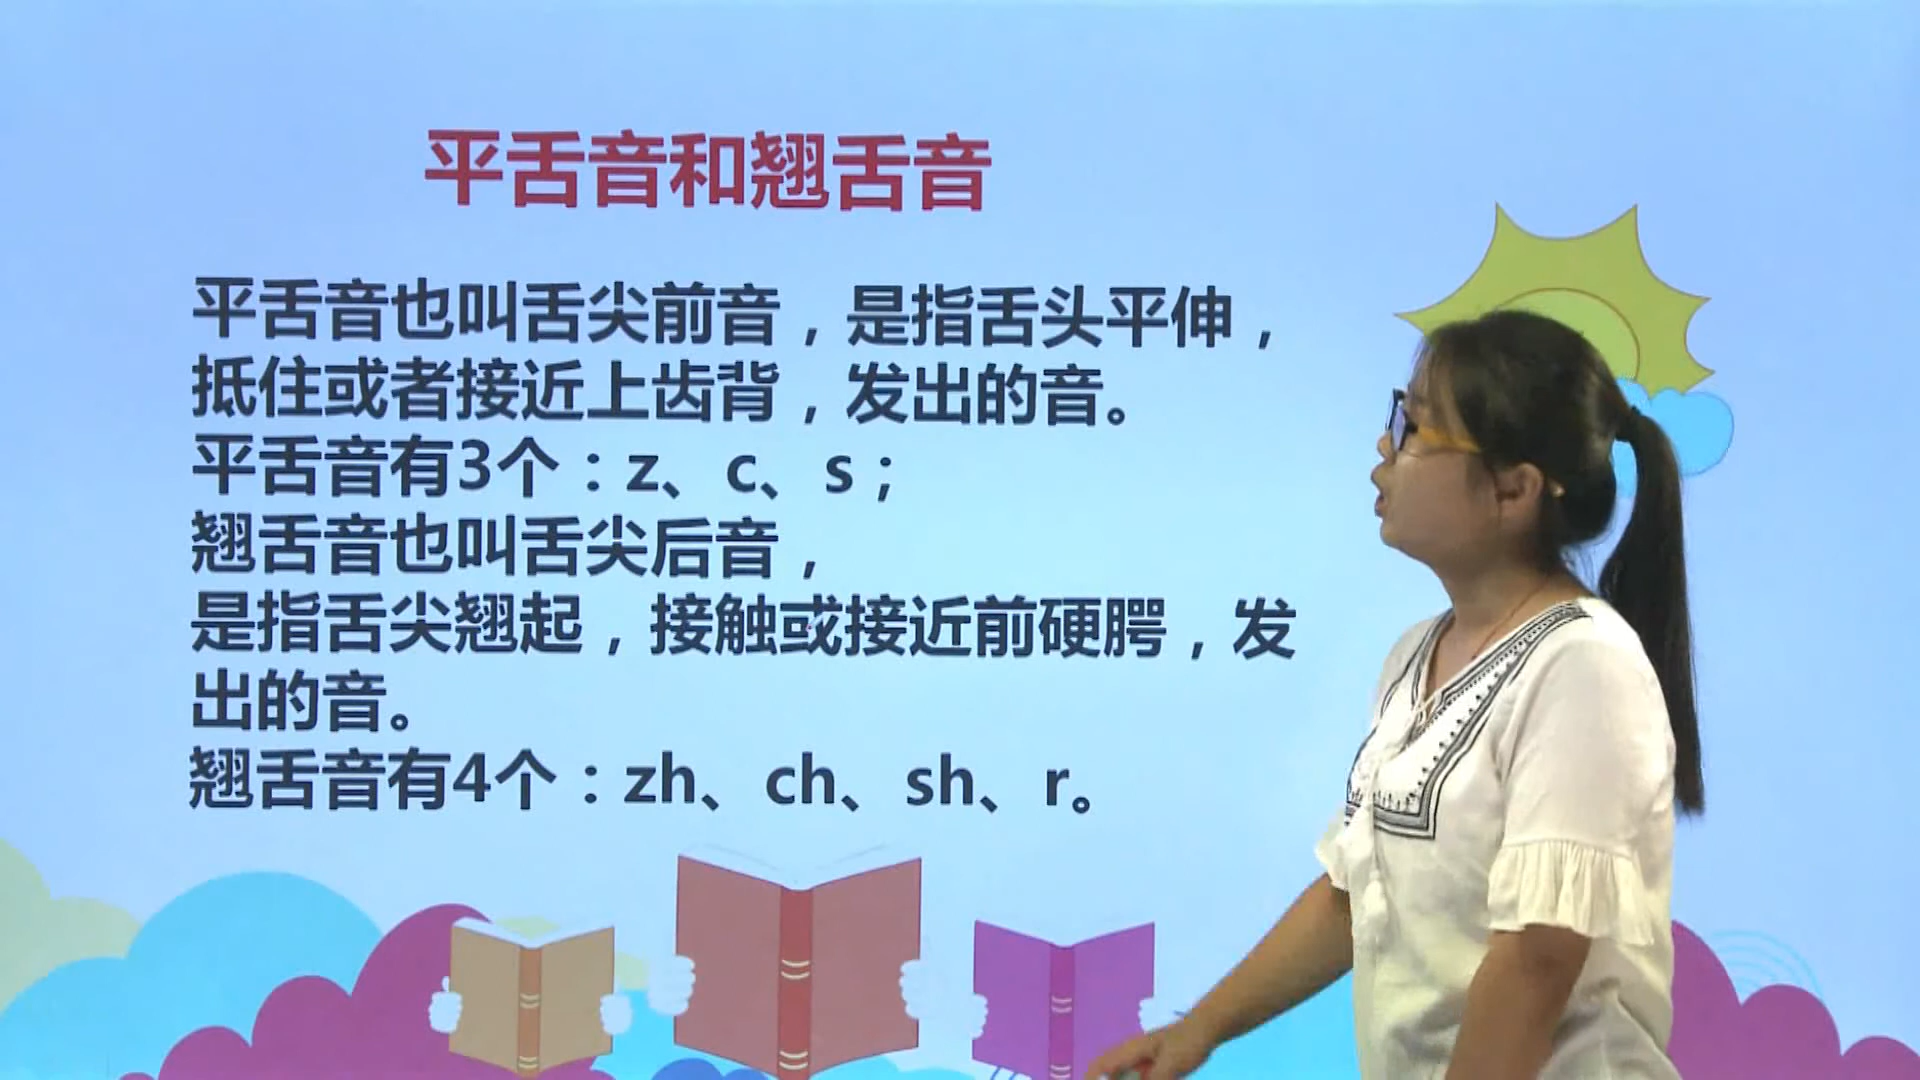 平舌音和翘舌音
平舌音也叫舌尖前音，是指舌头平伸，
抵住或者接近上齿背，发出的音。
平舌音有3个：z、c、s；
翘舌音也叫舌尖后音，
是指舌尖翘起，接触或接近前硬腭，发
出的音。
翘舌音有4个：zh、ch、sh、r。